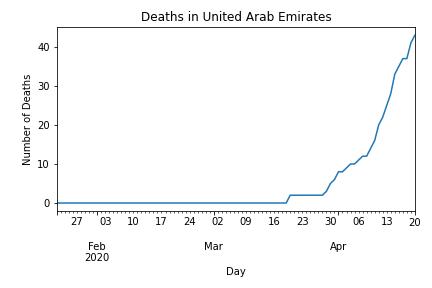 Deaths in United Arab Emirates
40
30
20
10
0
Number of Deaths
27 03 10 17 24 02 09 16 23 30 06 13 20
Feb Mar Apr
2020
Day